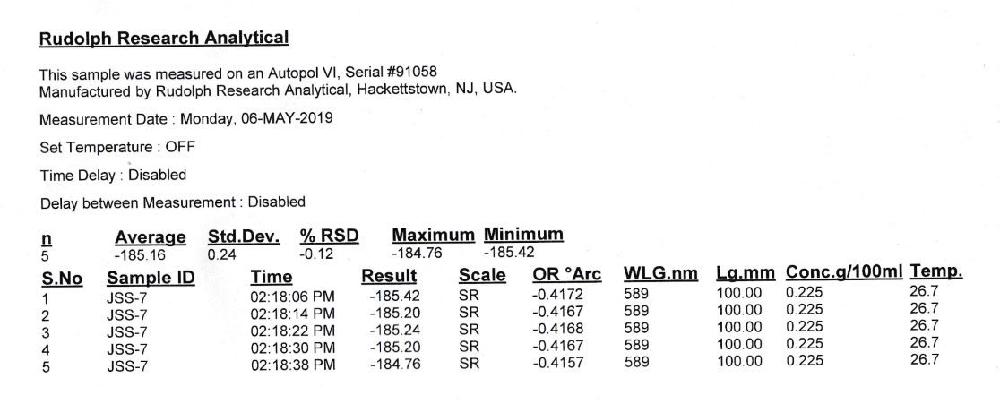 Rudolph Research Analytical
This sample was measured on an Autopol VI, Serial #91058
Manufactured by Rudolph Research Analytical, Hackettstown, NJ, USA.
Measurement Date : Monday, 06-MAY-2019
Set Temperature : OFF
Time Delay : Disabled
Delay between Measurement : Disabled
n Average Std.Dev. % RSD Maximum Minimum
5 -185.16 0.24 -0.12 -184.76 -185.42
S.No Sample ID Time Result Scale OR °Arc WLG.nm Lg.mm Conc.g/100ml Temp.
1 JSS-7 02:18:06 PM -185.42 SR -0.4172 589 100.00 0.225 26.7
2 JSS-7 02:18:14 PM -185.20 SR -0.4167 589 100.00 0.225 26.7
3 JSS-7 02:18:22 PM -185.24 SR -0.4168 589 100.00 0.225 26.7
4 JSS-7 02:18:30 PM -185.20 SR -0.4167 589 100.00 0.225 26.7
5 JSS-7 02:18:38 PM -184.76 SR -0.4157 589 100.00 0.225 26.7